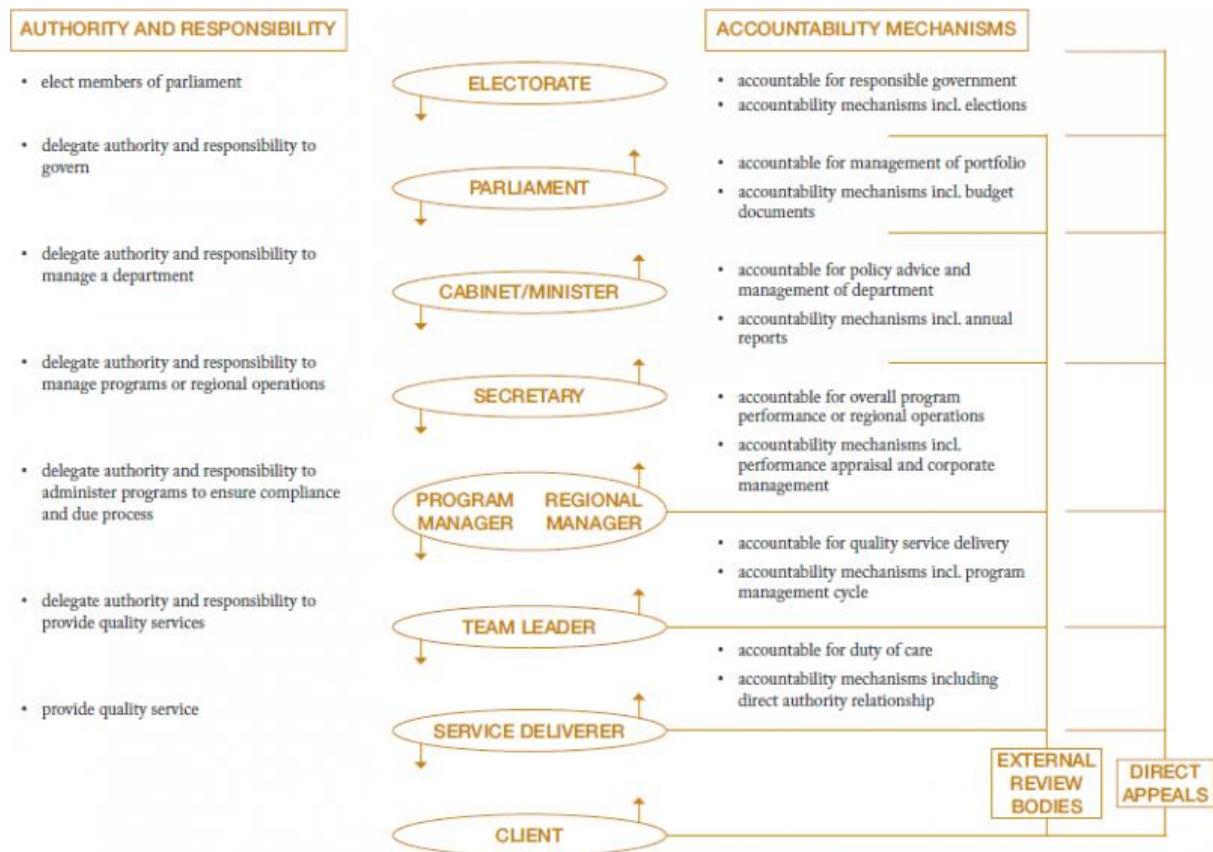 AUTHORITY AND RESPONSIBILITY
ACCOUNTABILITY MECHANISMS
• elect members of parliament
ELECTORATE
• accountable for responsible government
• accountability mechanisms incl. elections
• delegate authority and responsibility to
govern
PARLIAMENT
• accountable for management of portfolio
• accountability mechanisms incl. budget
documents
• delegate authority and responsibility to
manage a department
CABINET/MINISTER
• accountable for policy advice and
management of department
• accountability mechanisms incl. annual
reports
• delegate authority and responsibility to
manage programs or regional operations
SECRETARY
• accountable for overall program
performance or regional operations
• accountability mechanisms incl.
performance appraisal and corporate
management
• delegate authority and responsibility to
administer programs to ensure compliance
and due process
PROGRAM
MANAGER
REGIONAL
MANAGER
• accountable for quality service delivery
• accountability mechanisms incl. program
management cycle
• delegate authority and responsibility to
provide quality services
TEAM LEADER
• accountable for duty of care
• accountability mechanisms including
direct authority relationship
• provide quality service
SERVICE DELIVERER
EXTERNAL
REVIEW
BODIES
DIRECT
APPEALS
CLIENT